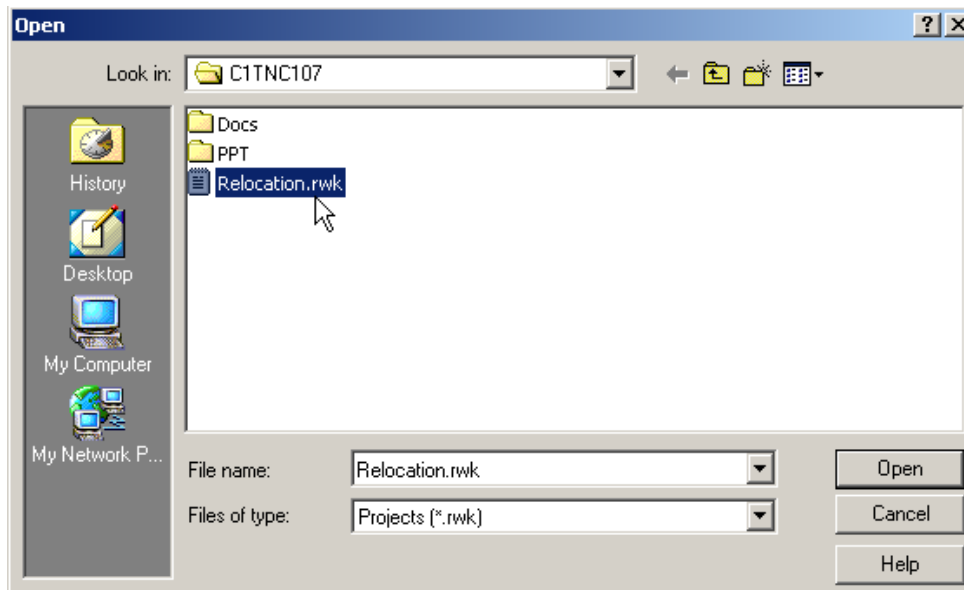 Open
Look in: C1TNC107
History
Desktop
My Computer
My Network P...
Docs
PPT
Relocation.rwk
File name: Relocation.rwk Open
Files of type: Projects (*.rwk) Cancel
Help